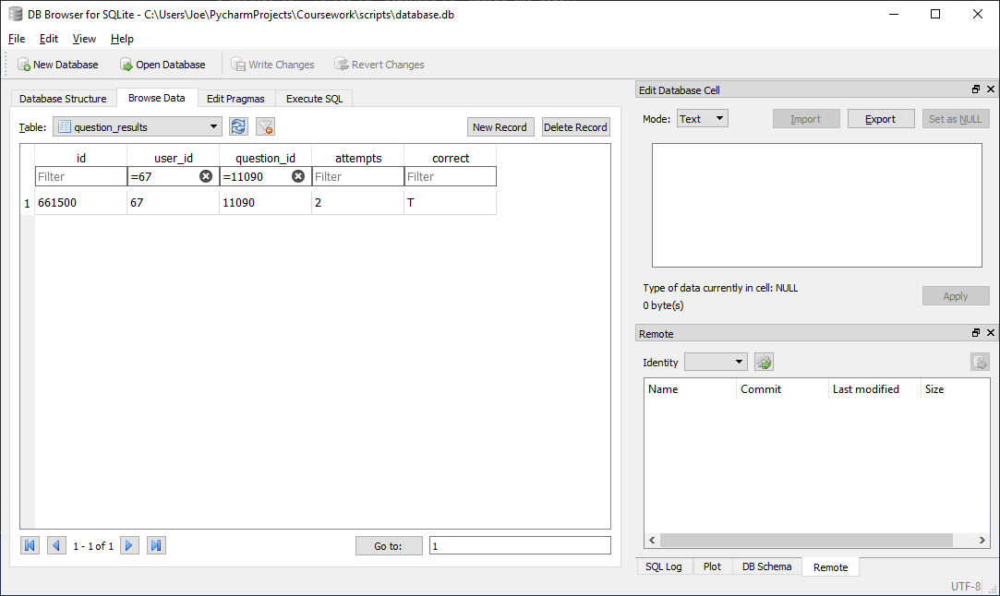 DB Browser for SQLite - C:\Users\Joe\PycharmProjects\Coursework\scripts\database.db
File Edit View Help
New Database Open Database Write Changes Revert Changes
Database Structure Browse Data Edit Pragmas Execute SQL
Table: question_results New Record Delete Record
id user_id question_id attempts correct
Filter =67 =11090 Filter Filter
1 661500 67 11090 2 T
1 - 1 of 1 Go to: 1
Edit Database Cell
Mode: Text Import Export Set as NULL
Type of data currently in cell: NULL
0 byte(s)
Apply
Remote
Identity
Name Commit Last modified Size
SQL Log Plot DB Schema Remote
UTF-8